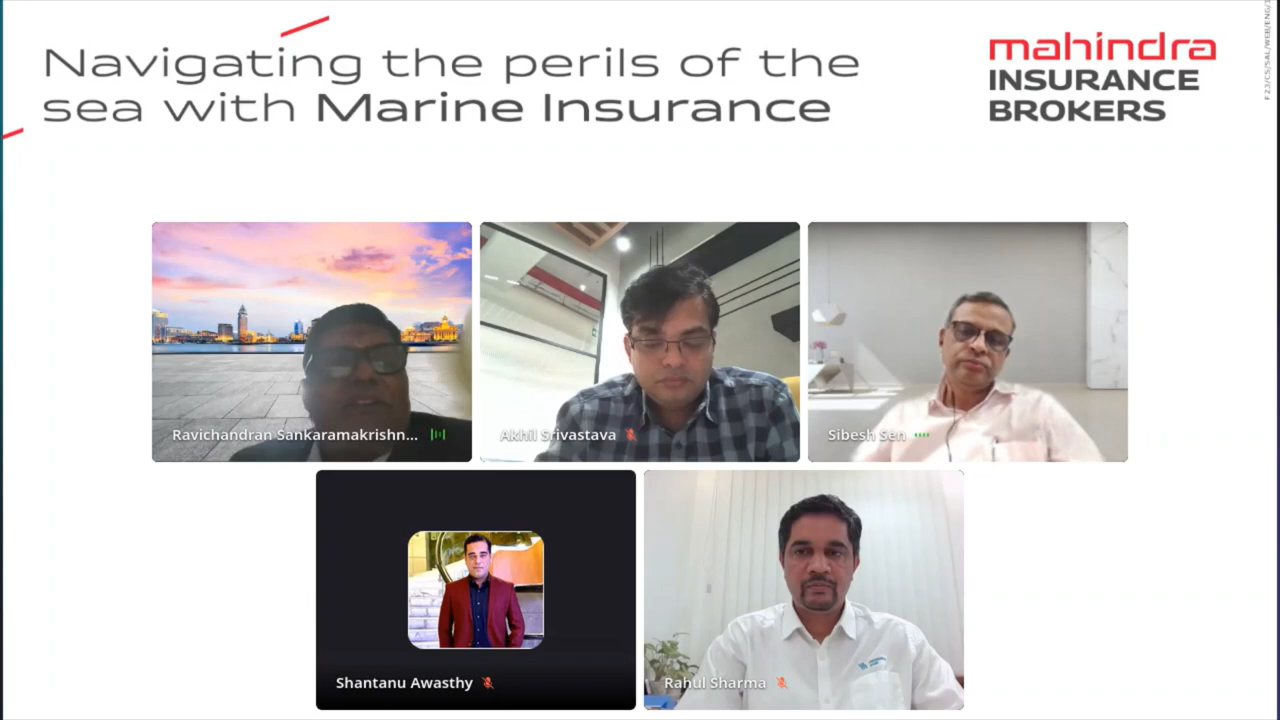 Navigating the perils of the
sea with Marine Insurance
mahindra
INSURANCE
BROKERS
Ravichandran Sankaramakrishn...
Akhil Srivastava
Sibesh Sen
Shantanu Awasthy
Rahul Sharma